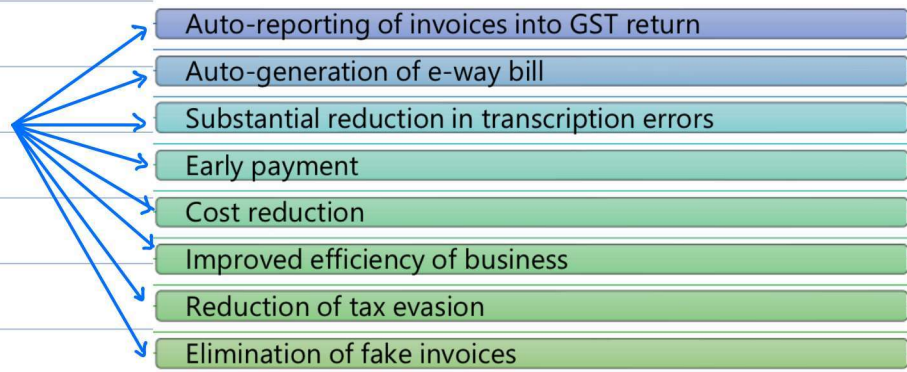 Auto-reporting of invoices into GST return
Auto-generation of e-way bill
Substantial reduction in transcription errors
Early payment
Cost reduction
Improved efficiency of business
Reduction of tax evasion
Elimination of fake invoices